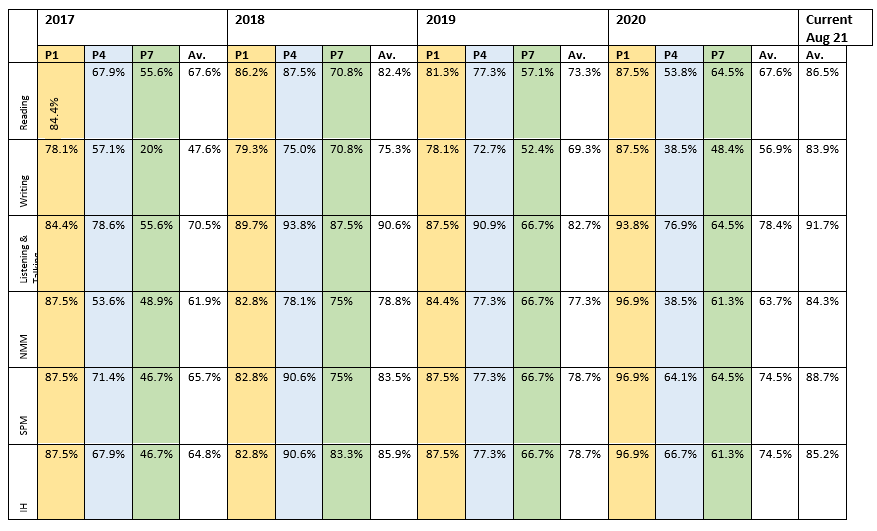 2017 2018 2019 2020 Current
Aug 21
P1 P4 P7 Av. P1 P4 P7 Av. P1 P4 P7 Av. P1 P4 P7 Av. Av.
Reading 84.4% 67.9% 55.6% 67.6% 86.2% 87.5% 70.8% 82.4% 81.3% 77.3% 57.1% 73.3% 87.5% 53.8% 64.5% 67.6% 86.5%
Writing 78.1% 57.1% 20% 47.6% 79.3% 75.0% 70.8% 75.3% 78.1% 72.7% 52.4% 69.3% 87.5% 38.5% 48.4% 56.9% 83.9%
Listening &
Talking
84.4% 78.6% 55.6% 70.5% 89.7% 93.8% 87.5% 90.6% 87.5% 90.9% 66.7% 82.7% 93.8% 76.9% 64.5% 78.4% 91.7%
NMM 87.5% 53.6% 48.9% 61.9% 82.8% 78.1% 75% 78.8% 84.4% 77.3% 66.7% 77.3% 96.9% 38.5% 61.3% 63.7% 84.3%
SPM 87.5% 71.4% 46.7% 65.7% 82.8% 90.6% 75% 83.5% 87.5% 77.3% 66.7% 78.7% 96.9% 64.1% 64.5% 74.5% 88.7%
IH 87.5% 67.9% 46.7% 64.8% 82.8% 90.6% 83.3% 85.9% 87.5% 77.3% 66.7% 78.7% 96.9% 66.7% 61.3% 74.5% 85.2%